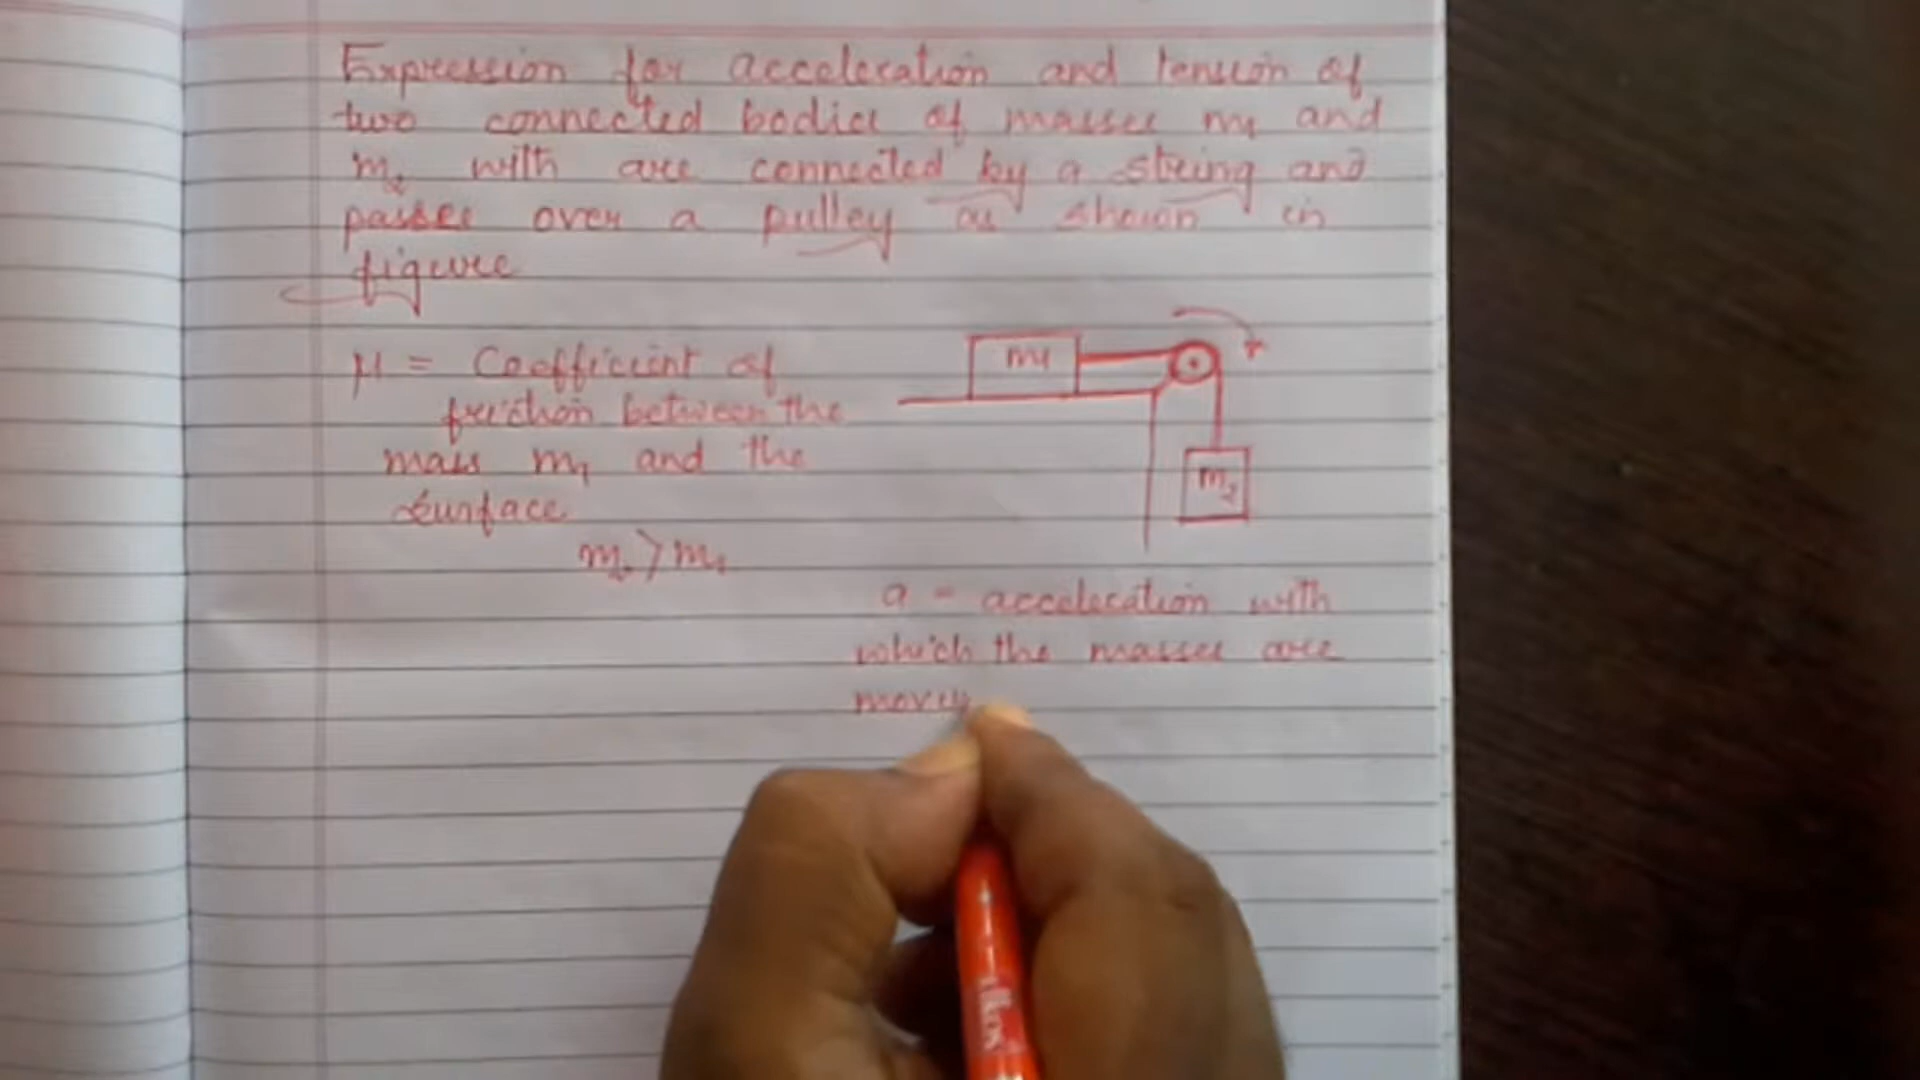 Expression for acceleration and tension of
two connected bodies of masses m1 and
m2 with are connected by a string and
passes over a pulley as shown in
figure
μ = Coefficient of
friction between the
mass m1 and the
surface
m2 > m1
m1
m2
a = acceleration with
which the masses are
movin
elkos